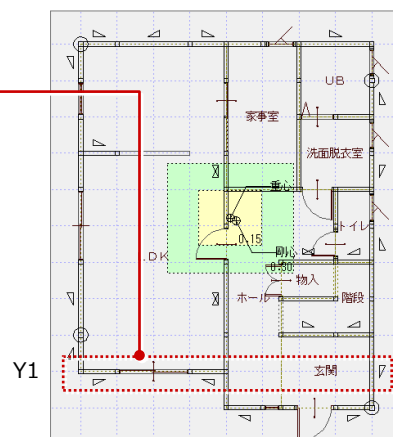 UB
家事室
洗面脱衣室
重心
トイレ
0.15
.DK
剛心
0.30
物入
ホール
階段
Y1
玄関